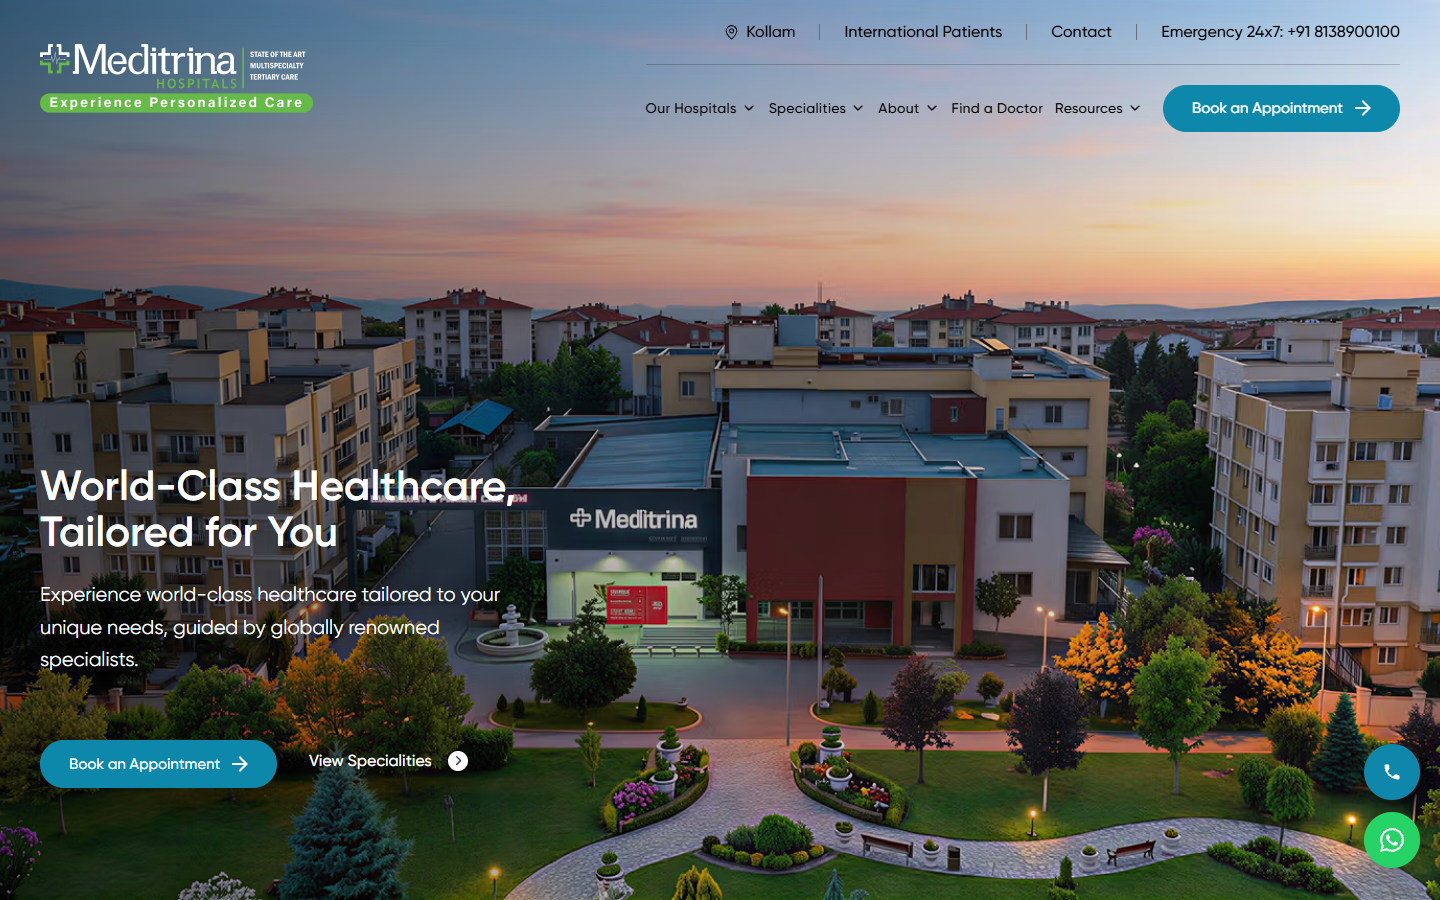 Kollam
International Patients
Contact
Emergency 24x7: +91 8138900100
Meditrina
HOSPITALS
STATE OF THE ART
MULTISPECIALTY
TERTIARY CARE
Experience Personalized Care
Our Hospitals
Specialities
About
Find a Doctor
Resources
Book an Appointment
World-Class Healthcare,
Tailored for You
Meditrina
Experience world-class healthcare tailored to your
unique needs, guided by globally renowned
specialists.
Book an Appointment
View Specialities